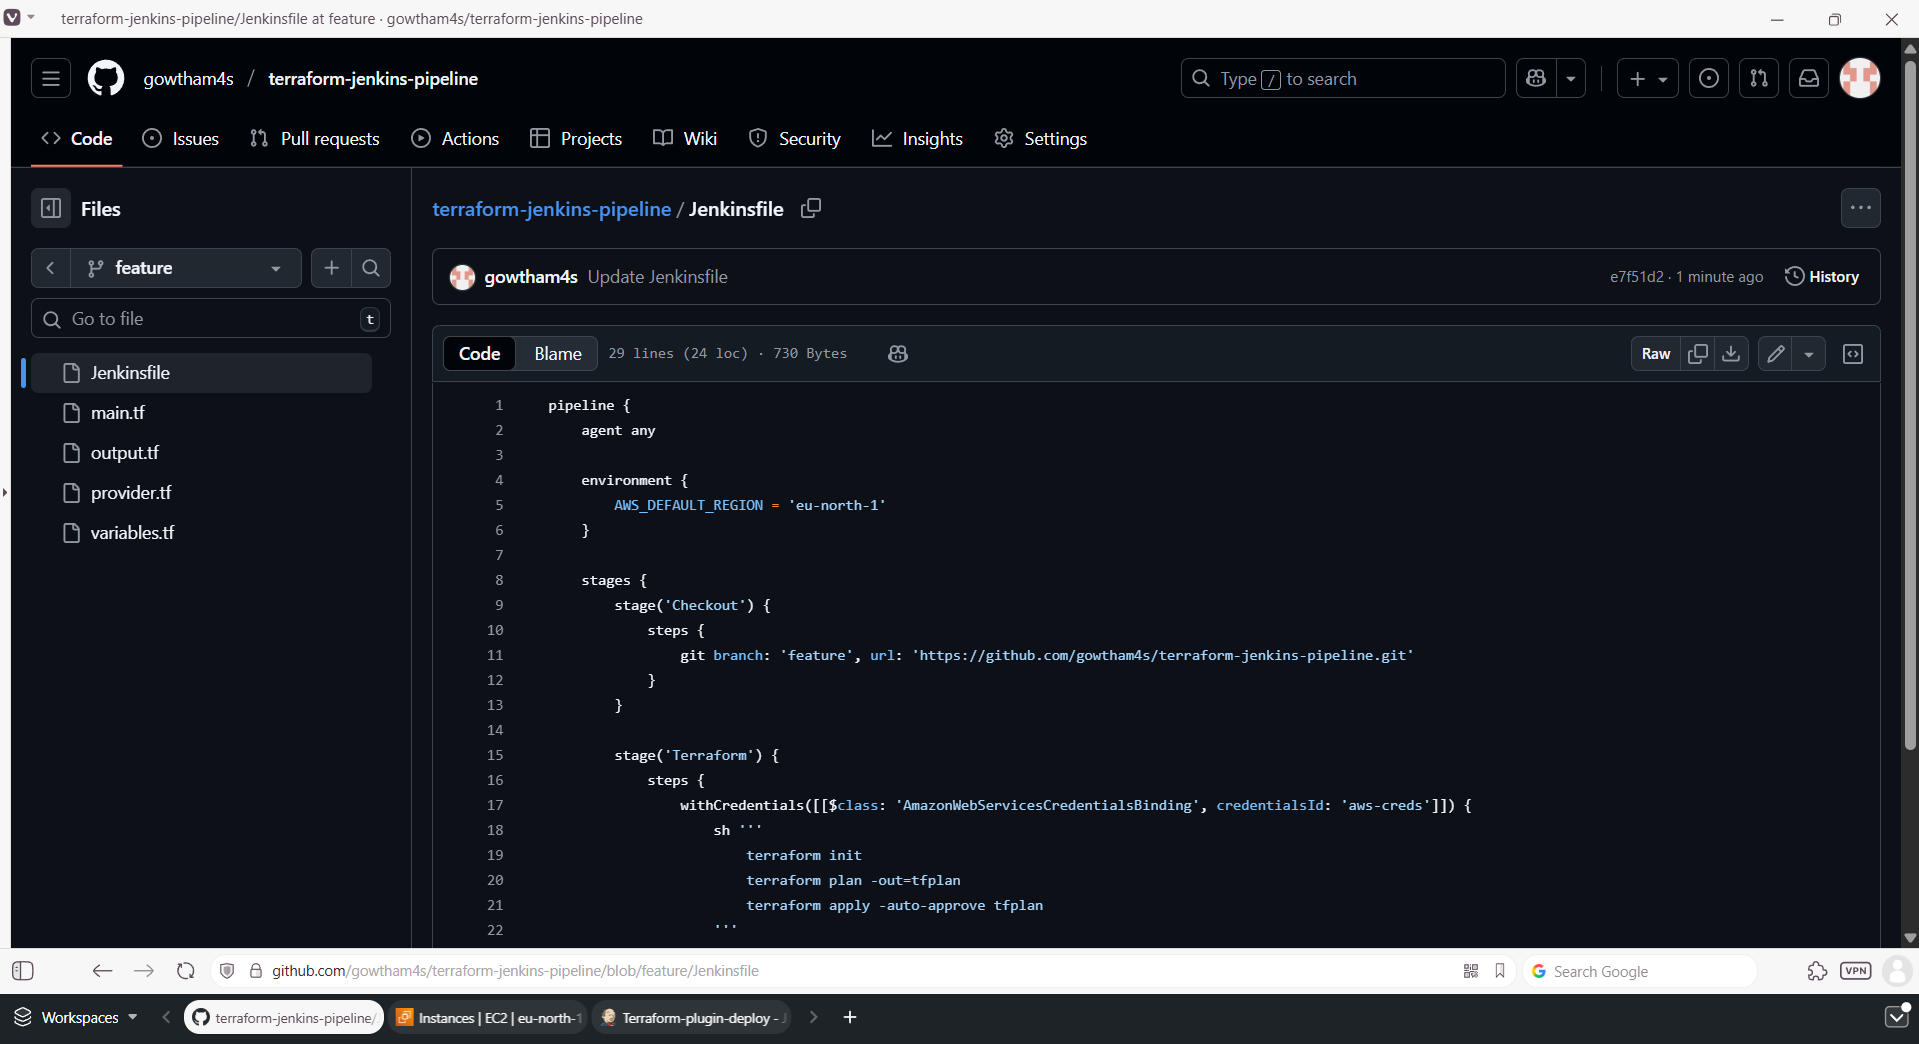 terraform-jenkins-pipeline/Jenkinsfile at feature · gowtham4s/terraform-jenkins-pipeline
gowtham4s / terraform-jenkins-pipeline
Type / to search
Code Issues Pull requests Actions Projects Wiki Security Insights Settings
Files
terraform-jenkins-pipeline / Jenkinsfile
feature
gowtham4s Update Jenkinsfile
e7f51d2 · 1 minute ago History
Go to file t
Code Blame 29 lines (24 loc) · 730 Bytes
Raw
Jenkinsfile
main.tf
output.tf
provider.tf
variables.tf
1 pipeline {
2 agent any
3
4 environment {
5 AWS_DEFAULT_REGION = 'eu-north-1'
6 }
7
8 stages {
9 stage('Checkout') {
10 steps {
11 git branch: 'feature', url: 'https://github.com/gowtham4s/terraform-jenkins-pipeline.git'
12 }
13 }
14
15 stage('Terraform') {
16 steps {
17 withCredentials([[$class: 'AmazonWebServicesCredentialsBinding', credentialsId: 'aws-creds']]) {
18 sh '''
19 terraform init
20 terraform plan -out=tfplan
21 terraform apply -auto-approve tfplan
22 '''
github.com/gowtham4s/terraform-jenkins-pipeline/blob/feature/Jenkinsfile
Search Google
VPN
Workspaces
terraform-jenkins-pipeline/
Instances | EC2 | eu-north-1
Terraform-plugin-deploy - J